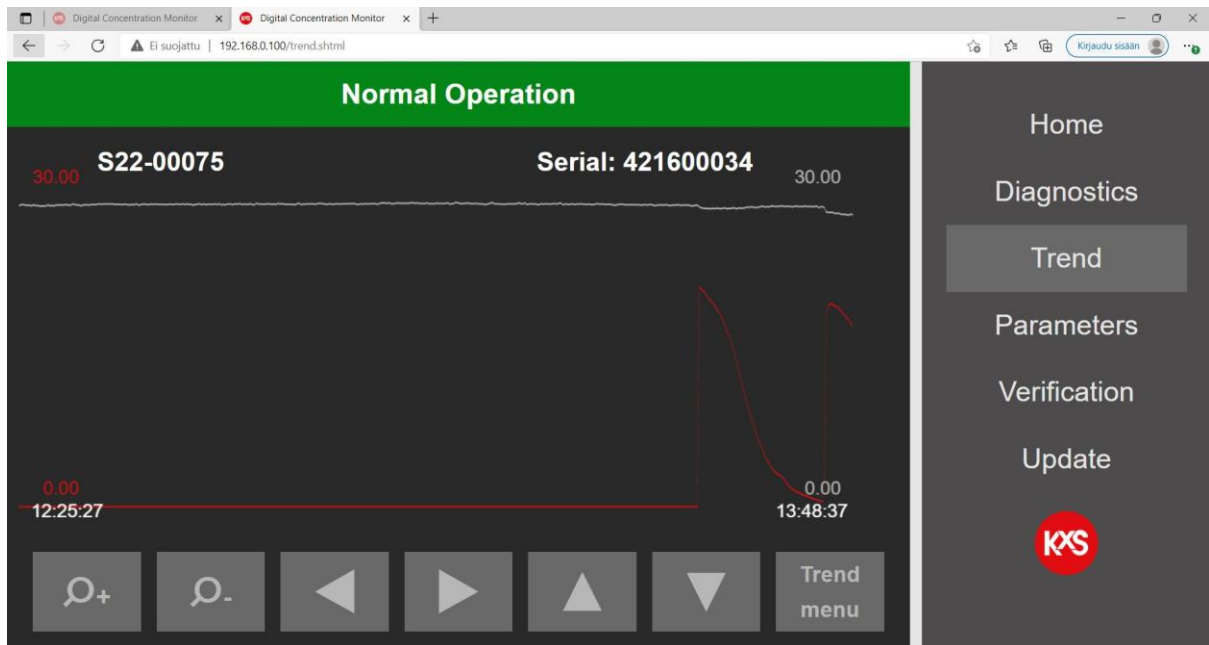 Digital Concentration Monitor
Digital Concentration Monitor
Ei suojattu | 192.168.0.100/trend.shtml
Kirjaudu sisään
Normal Operation
S22-00075
Serial: 421600034
30.00
30.00
0.00
0.00
12:25:27
13:48:37
+
-
Trend
menu
Home
Diagnostics
Trend
Parameters
Verification
Update
KXS